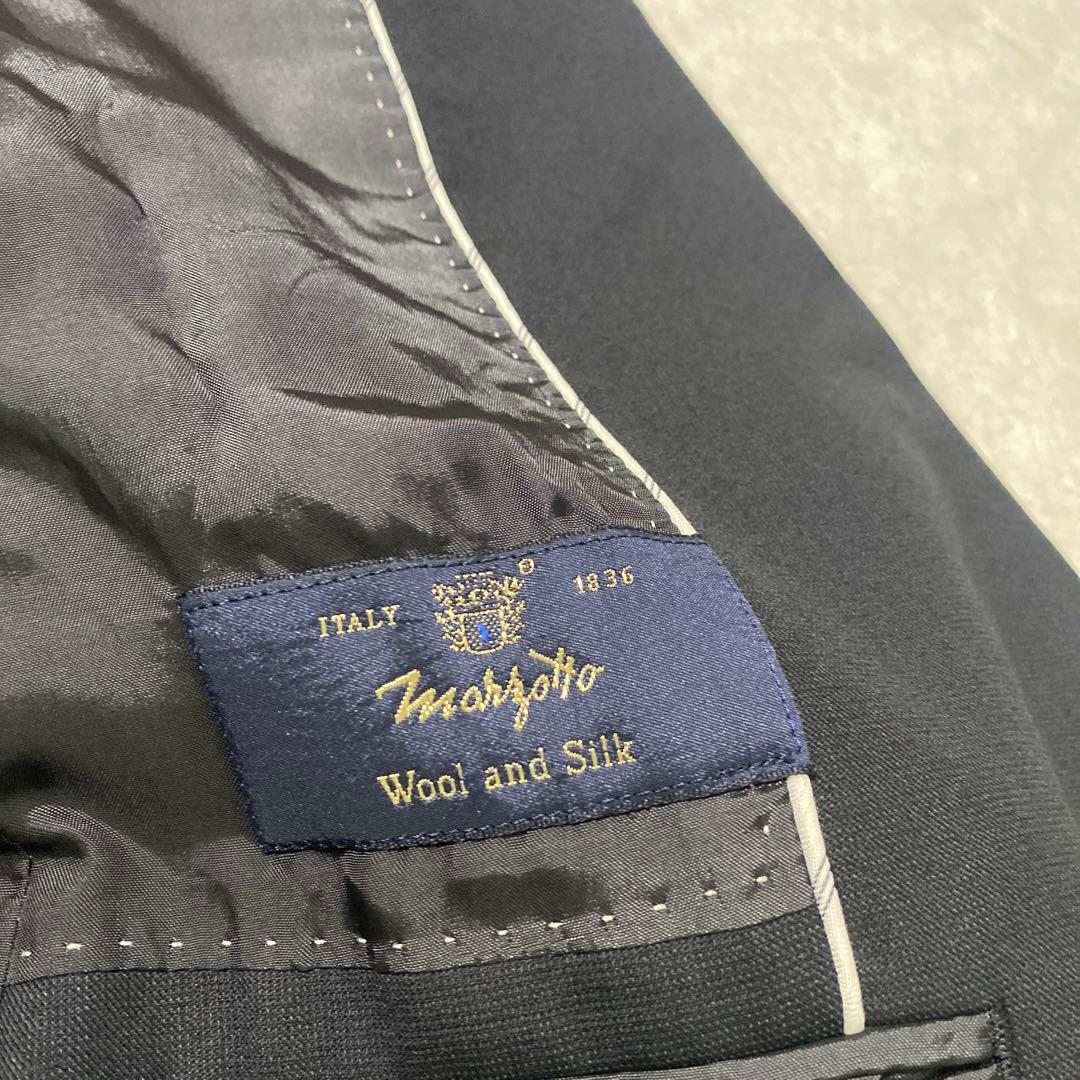 ITALY 1836
Marzotto
Wool and Silk